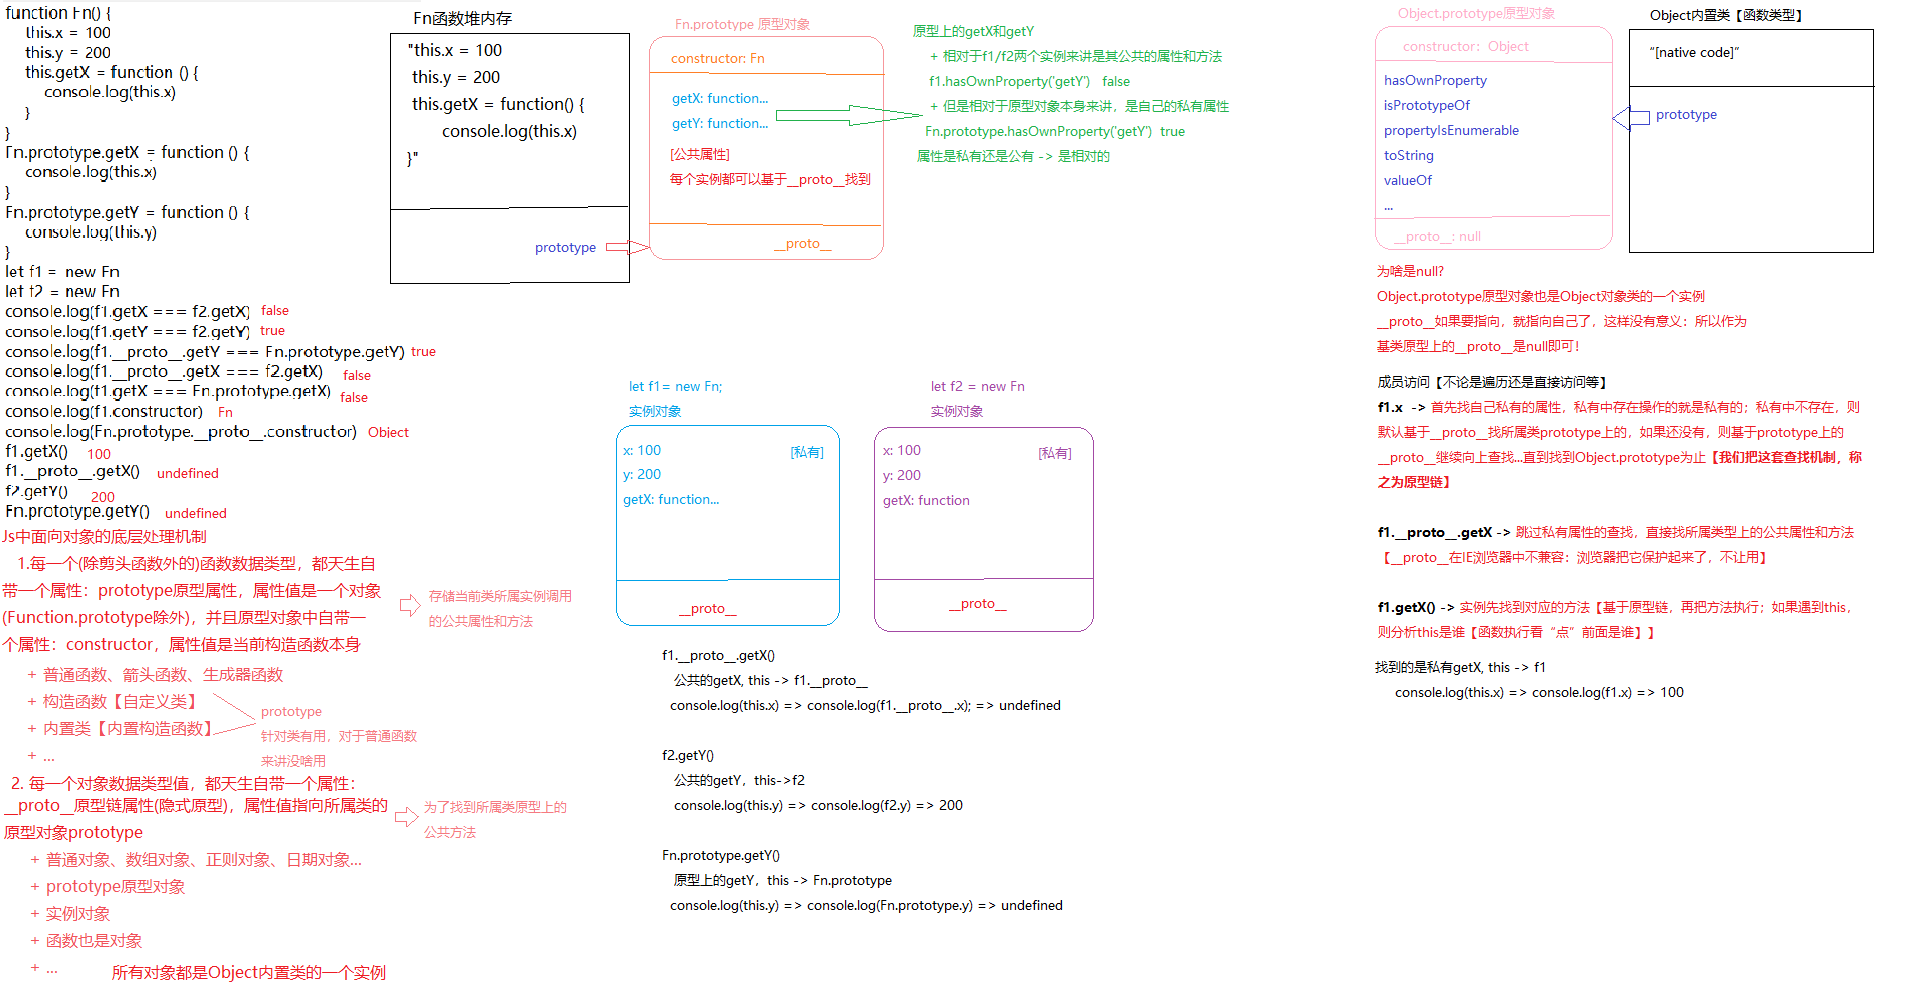 function Fn() {
this.x = 100
this.y = 200
this.getX = function () {
console.log(this.x)
}
}
Fn.prototype.getX = function () {
console.log(this.x)
}
Fn.prototype.getY = function () {
console.log(this.y)
}
let f1 = new Fn
let f2 = new Fn
console.log(f1.getX === f2.getX) false
console.log(f1.getY === f2.getY) true
console.log(f1.__proto__.getY === Fn.prototype.getY) true
console.log(f1.__proto__.getX === f2.getX) false
console.log(f1.getX === Fn.prototype.getX) false
console.log(f1.constructor) Fn
console.log(Fn.prototype.__proto__.constructor) Object
f1.getX() 100
f1.__proto__.getX() undefined
f2.getY() 200
Fn.prototype.getY() undefined
Js中面向对象的底层处理机制
1.每一个(除剪头函数外的)函数数据类型，都天生自
带一个属性：prototype原型属性，属性值是一个对象
(Function.prototype除外)，并且原型对象中自带一
个属性：constructor，属性值是当前构造函数本身
+ 普通函数、箭头函数、生成器函数
+ 构造函数【自定义类】
+ 内置类【内置构造函数】
+ ...
prototype
针对类有用，对于普通函数
来讲没啥用
存储当前类所属实例调用
的公共属性和方法
2. 每一个对象数据类型值，都天生自带一个属性：
__proto__原型链属性(隐式原型)，属性值指向所属类的
原型对象prototype
+ 普通对象、数组对象、正则对象、日期对象...
+ prototype原型对象
+ 实例对象
+ 函数也是对象
+ ...
所有对象都是Object内置类的一个实例
为了找到所属类原型上的
公共方法
Fn函数堆内存
"this.x = 100
this.y = 200
this.getX = function() {
console.log(this.x)
}"
prototype
Fn.prototype 原型对象
constructor: Fn
getX: function...
getY: function...
[公共属性]
每个实例都可以基于__proto__找到
__proto__
原型上的getX和getY
+ 相对于f1/f2两个实例来讲是其公共的属性和方法
f1.hasOwnProperty('getY') false
+ 但是相对于原型对象本身来讲，是自己的私有属性
Fn.prototype.hasOwnProperty('getY') true
属性是私有还是公有 -> 是相对的
let f1= new Fn;
实例对象
x: 100 [私有]
y: 200
getX: function...
__proto__
let f2 = new Fn
实例对象
x: 100 [私有]
y: 200
getX: function
__proto__
f1.__proto__.getX()
公共的getX, this -> f1.__proto__
console.log(this.x) => console.log(f1.__proto__.x); => undefined
f2.getY()
公共的getY，this->f2
console.log(this.y) => console.log(f2.y) => 200
Fn.prototype.getY()
原型上的getY，this -> Fn.prototype
console.log(this.y) => console.log(Fn.prototype.y) => undefined
Object.prototype原型对象
constructor：Object
hasOwnProperty
isPrototypeOf
propertyIsEnumerable
toString
valueOf
...
__proto__: null
Object内置类【函数类型】
“[native code]”
prototype
为啥是null?
Object.prototype原型对象也是Object对象类的一个实例
__proto__如果要指向，就指向自己了，这样没有意义：所以作为
基类原型上的__proto__是null即可！
成员访问【不论是遍历还是直接访问等】
f1.x -> 首先找自己私有的属性，私有中存在操作的就是私有的；私有中不存在，则
默认基于__proto__找所属类prototype上的，如果还没有，则基于prototype上的
__proto__继续向上查找...直到找到Object.prototype为止【我们把这套查找机制，称
之为原型链】
f1.__proto__.getX -> 跳过私有属性的查找，直接找所属类型上的公共属性和方法
【__proto__在IE浏览器中不兼容：浏览器把它保护起来了，不让用】
f1.getX() -> 实例先找到对应的方法【基于原型链，再把方法执行；如果遇到this，
则分析this是谁【函数执行看“点”前面是谁】】
找到的是私有getX, this -> f1
console.log(this.x) => console.log(f1.x) => 100